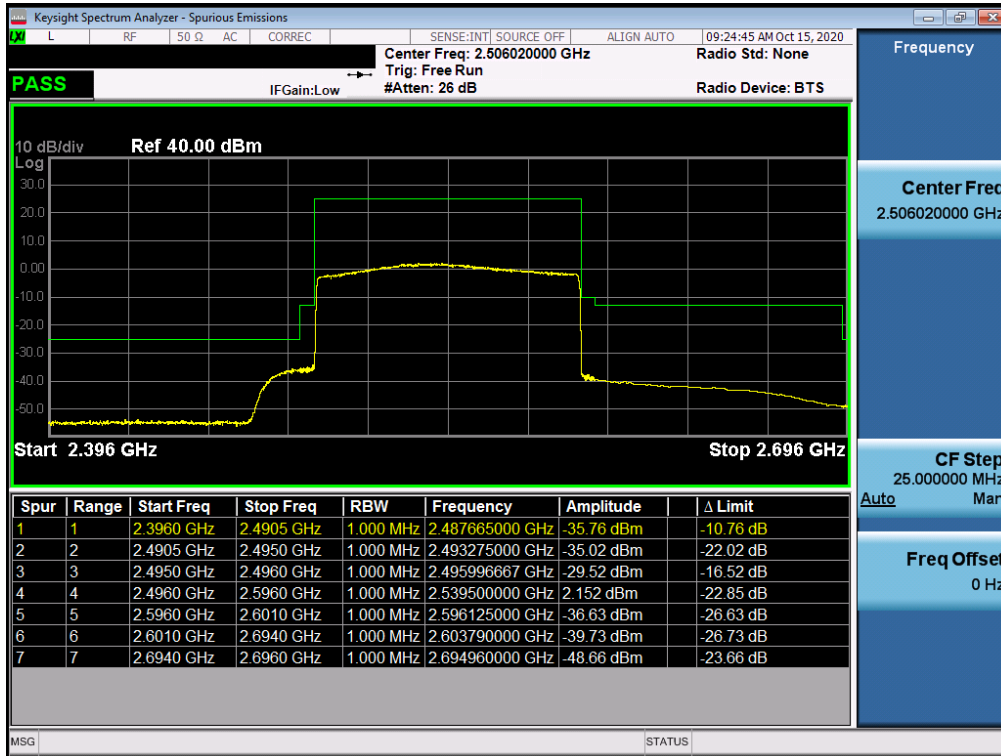 Keysight Spectrum Analyzer - Spurious Emissions
LXI L RF 50 Ω AC CORREC SENSE:INT SOURCE OFF ALIGN AUTO 09:24:45 AM Oct 15, 2020
Center Freq: 2.506020000 GHz Radio Std: None
Trig: Free Run
PASS IFGain:Low #Atten: 26 dB Radio Device: BTS
10 dB/div Ref 40.00 dBm
Log
30.0
20.0
10.0
0.00
-10.0
-20.0
-30.0
-40.0
-50.0
Start 2.396 GHz Stop 2.696 GHz
Spur Range Start Freq Stop Freq RBW Frequency Amplitude Δ Limit
1 1 2.3960 GHz 2.4905 GHz 1.000 MHz 2.487665000 GHz -35.76 dBm -10.76 dB
2 2 2.4905 GHz 2.4950 GHz 1.000 MHz 2.493275000 GHz -35.02 dBm -22.02 dB
3 3 2.4950 GHz 2.4960 GHz 1.000 MHz 2.495996667 GHz -29.52 dBm -16.52 dB
4 4 2.4960 GHz 2.5960 GHz 1.000 MHz 2.539500000 GHz 2.152 dBm -22.85 dB
5 5 2.5960 GHz 2.6010 GHz 1.000 MHz 2.596125000 GHz -36.63 dBm -26.63 dB
6 6 2.6010 GHz 2.6940 GHz 1.000 MHz 2.603790000 GHz -39.73 dBm -26.73 dB
7 7 2.6940 GHz 2.6960 GHz 1.000 MHz 2.694960000 GHz -48.66 dBm -23.66 dB
MSG STATUS
Frequency
Center Freq
2.506020000 GHz
CF Step
25.000000 MHz
Auto Man
Freq Offset
0 Hz